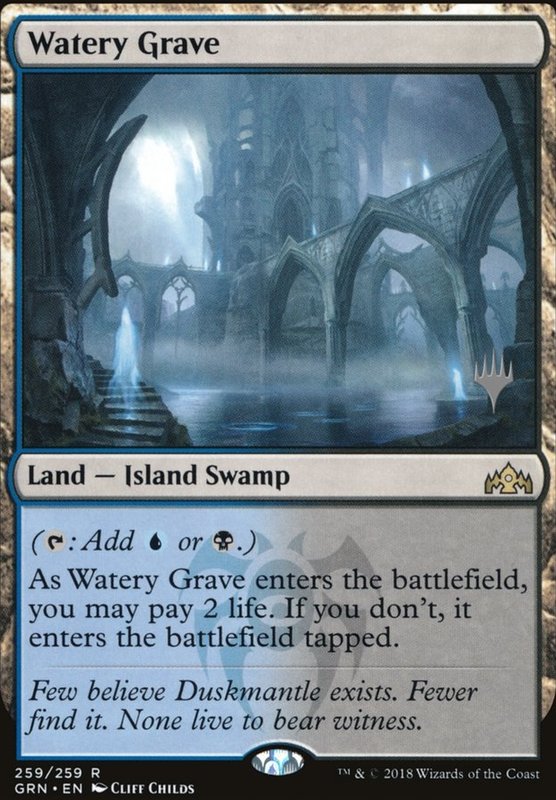 Watery Grave
Land — Island Swamp
( : Add or .)
As Watery Grave enters the battlefield,
you may pay 2 life. If you don't, it
enters the battlefield tapped.
Few believe Duskmantle exists. Fewer
find it. None live to bear witness.
259/259 R
GRN • EN Cliff Childs
™ & © 2018 Wizards of the Coast